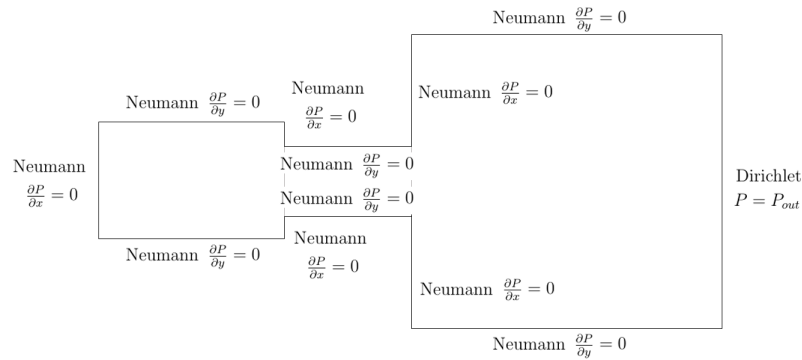 Neumann ∂P/∂y = 0
Neumann
∂P/∂x = 0
Neumann ∂P/∂y = 0
Neumann ∂P/∂x = 0
Neumann
∂P/∂x = 0
Neumann ∂P/∂y = 0
Neumann ∂P/∂y = 0
Dirichlet
P = P_out
Neumann ∂P/∂y = 0
Neumann
∂P/∂x = 0
Neumann ∂P/∂x = 0
Neumann ∂P/∂y = 0